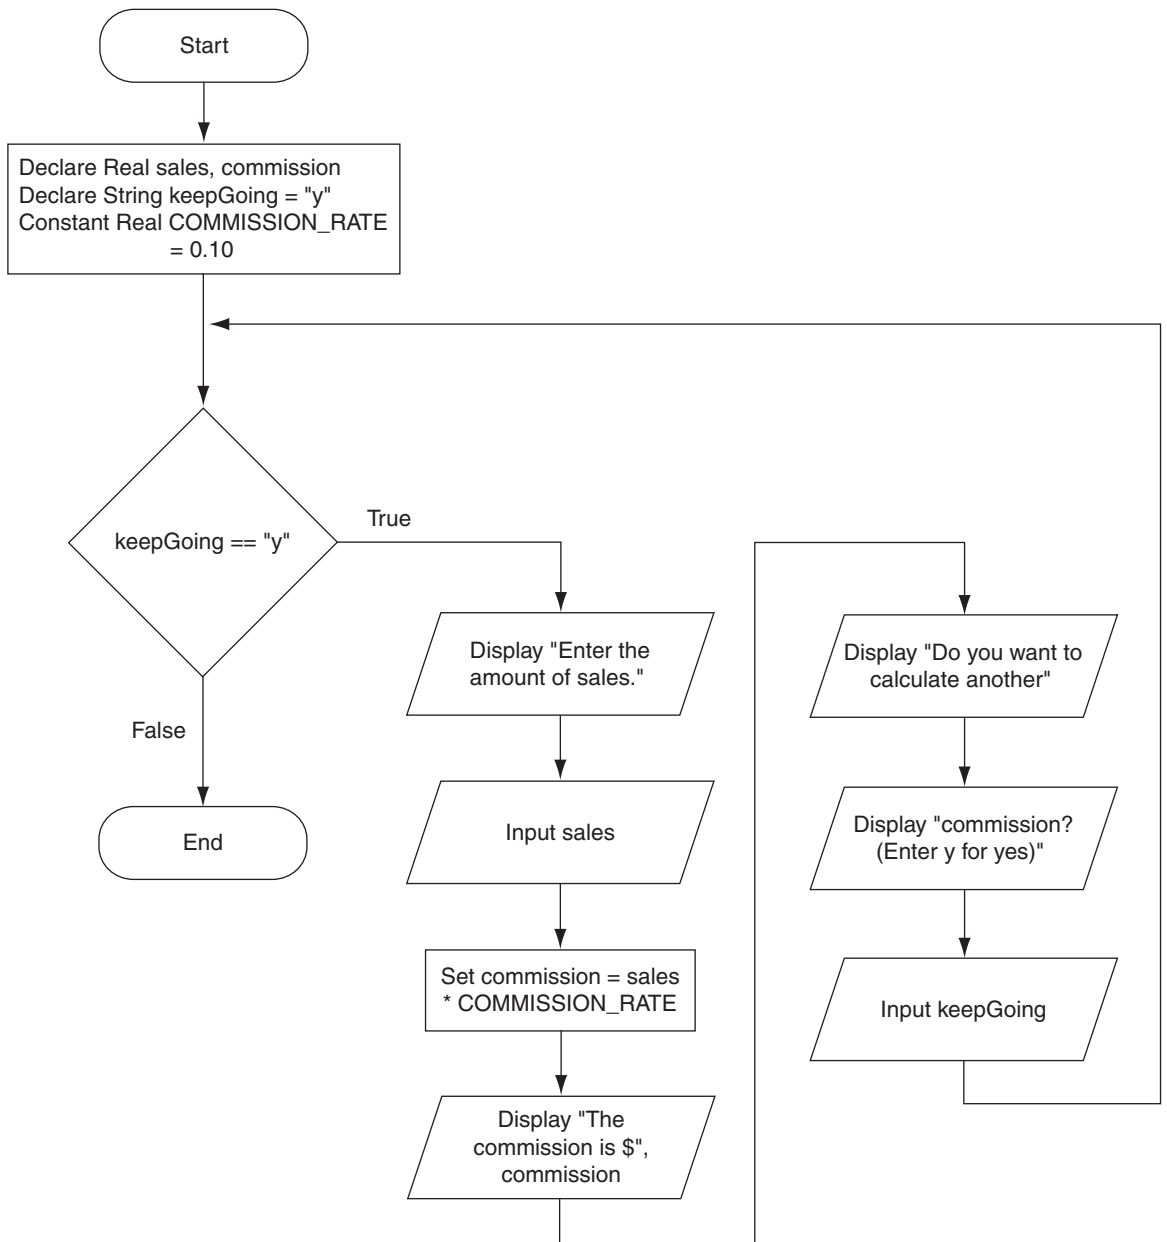 Start
Declare Real sales, commission
Declare String keepGoing = "y"
Constant Real COMMISSION_RATE
= 0.10
keepGoing == "y"
True
False
End
Display "Enter the
amount of sales."
Input sales
Set commission = sales
* COMMISSION_RATE
Display "The
commission is $",
commission
Display "Do you want to
calculate another"
Display "commission?
(Enter y for yes)"
Input keepGoing